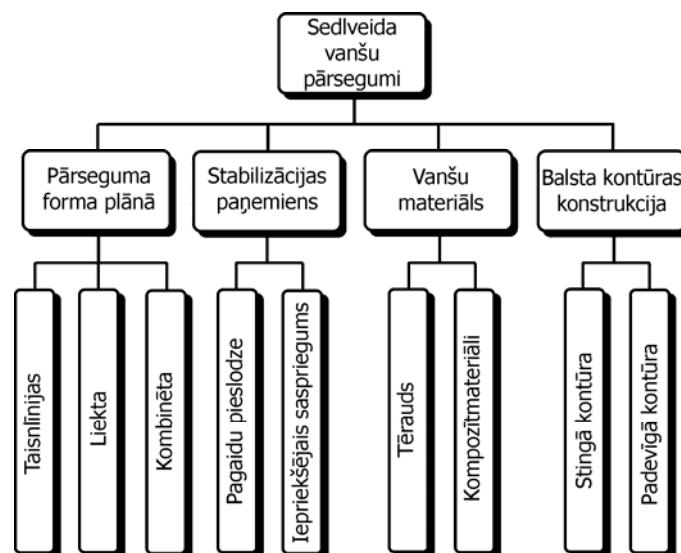 Sedlveida
vanšu
pārsegumi
Pārseguma
forma plānā
Stabilizācijas
paņemiens
Vanšu
materiāls
Balsta kontūras
konstrukcija
Taisnlīnijas
Liekta
Kombinēta
Pagaidu pieslodze
Iepriekšējais saspriegums
Tērauds
Kompozītmateriāli
Stingā kontūra
Padevīgā kontūra